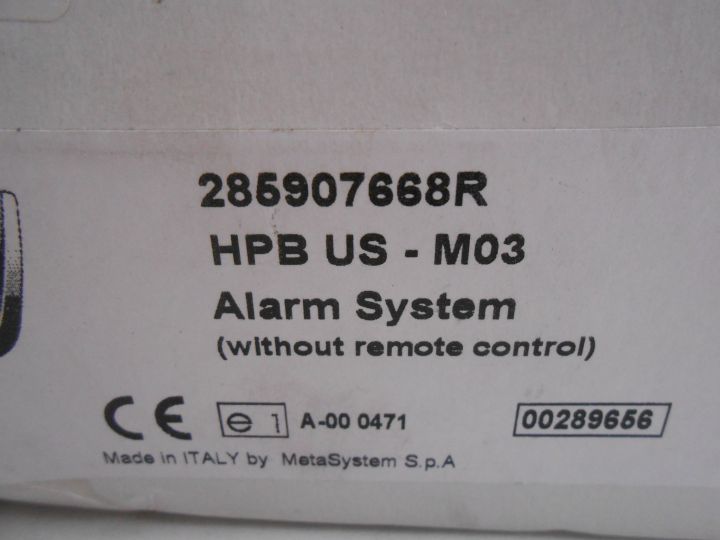 285907668R
HPB US - M03
Alarm System
(without remote control)
CE e 1 A-00 0471 00289656
Made in ITALY by MetaSystem S.p.A